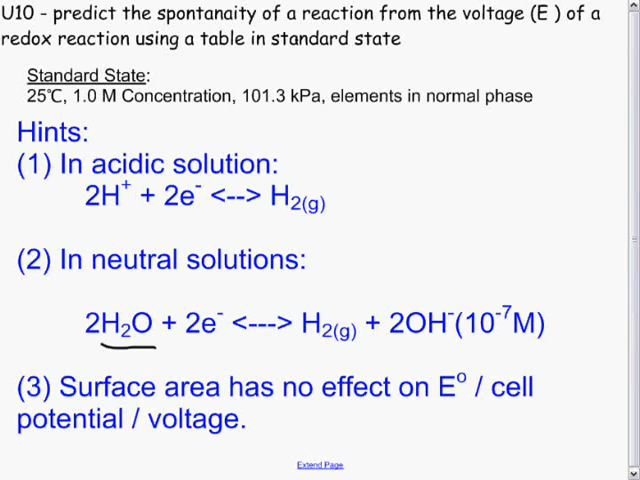 U10 - predict the spontanaity of a reaction from the voltage (E ) of a
redox reaction using a table in standard state
Standard State:
25℃, 1.0 M Concentration, 101.3 kPa, elements in normal phase
Hints:
(1) In acidic solution:
2H⁺ + 2e⁻ <--> H₂₍g₎
(2) In neutral solutions:
2H₂O + 2e⁻ <---> H₂₍g₎ + 2OH⁻(10⁻⁷M)
(3) Surface area has no effect on Eº / cell
potential / voltage.
Extend Page